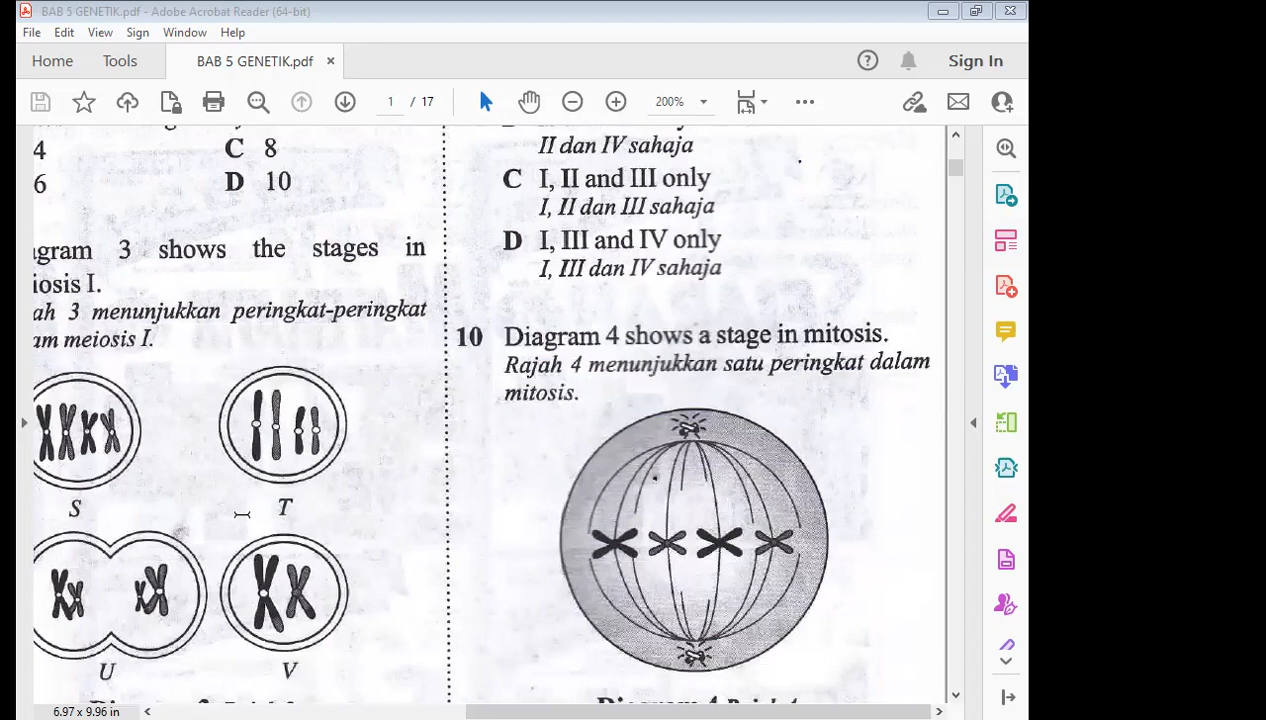 BAB 5 GENETIK.pdf - Adobe Acrobat Reader (64-bit)
File Edit View Sign Window Help
Home Tools BAB 5 GENETIK.pdf × Sign In
1 / 17 200%
4 C 8
6 D 10
agram 3 shows the stages in
iosis I.
ah 3 menunjukkan peringkat-peringkat
am meiosis I.
S T
U V
II dan IV sahaja
C I, II and III only
I, II dan III sahaja
D I, III and IV only
I, III dan IV sahaja
10 Diagram 4 shows a stage in mitosis.
Rajah 4 menunjukkan satu peringkat dalam
mitosis.
6.97 x 9.96 in